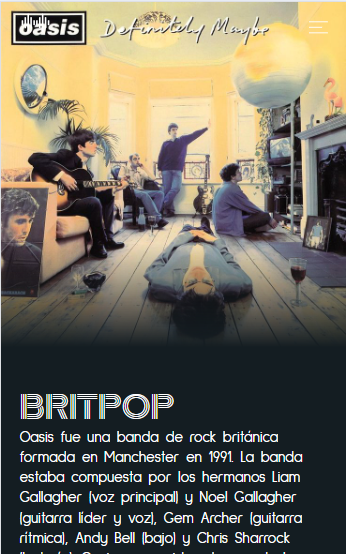 oasis Definitely Maybe
BRITPOP
Oasis fue una banda de rock británica
formada en Manchester en 1991. La banda
estaba compuesta por los hermanos Liam
Gallagher (voz principal) y Noel Gallagher
(guitarra líder y voz), Gem Archer (guitarra
rítmica), Andy Bell (bajo) y Chris Sharrock